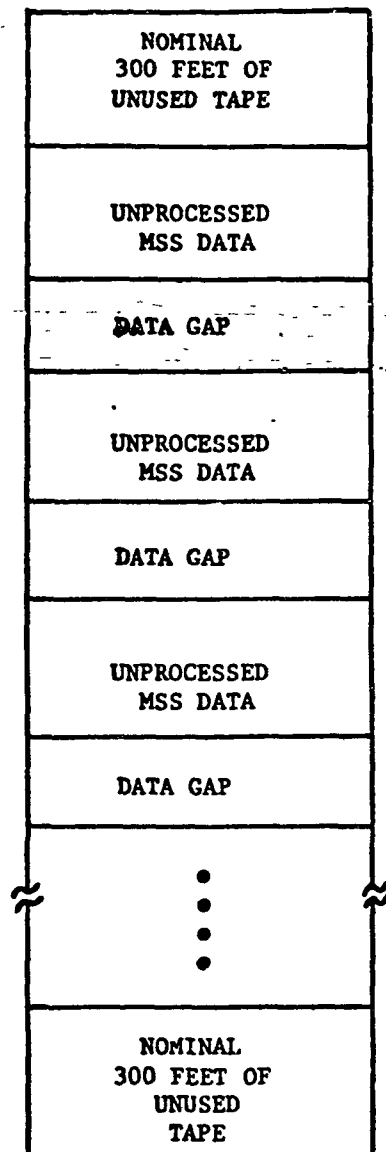 NOMINAL
300 FEET OF
UNUSED TAPE
UNPROCESSED
MSS DATA
DATA GAP
UNPROCESSED
MSS DATA
DATA GAP
UNPROCESSED
MSS DATA
DATA GAP
NOMINAL
300 FEET OF
UNUSED
TAPE